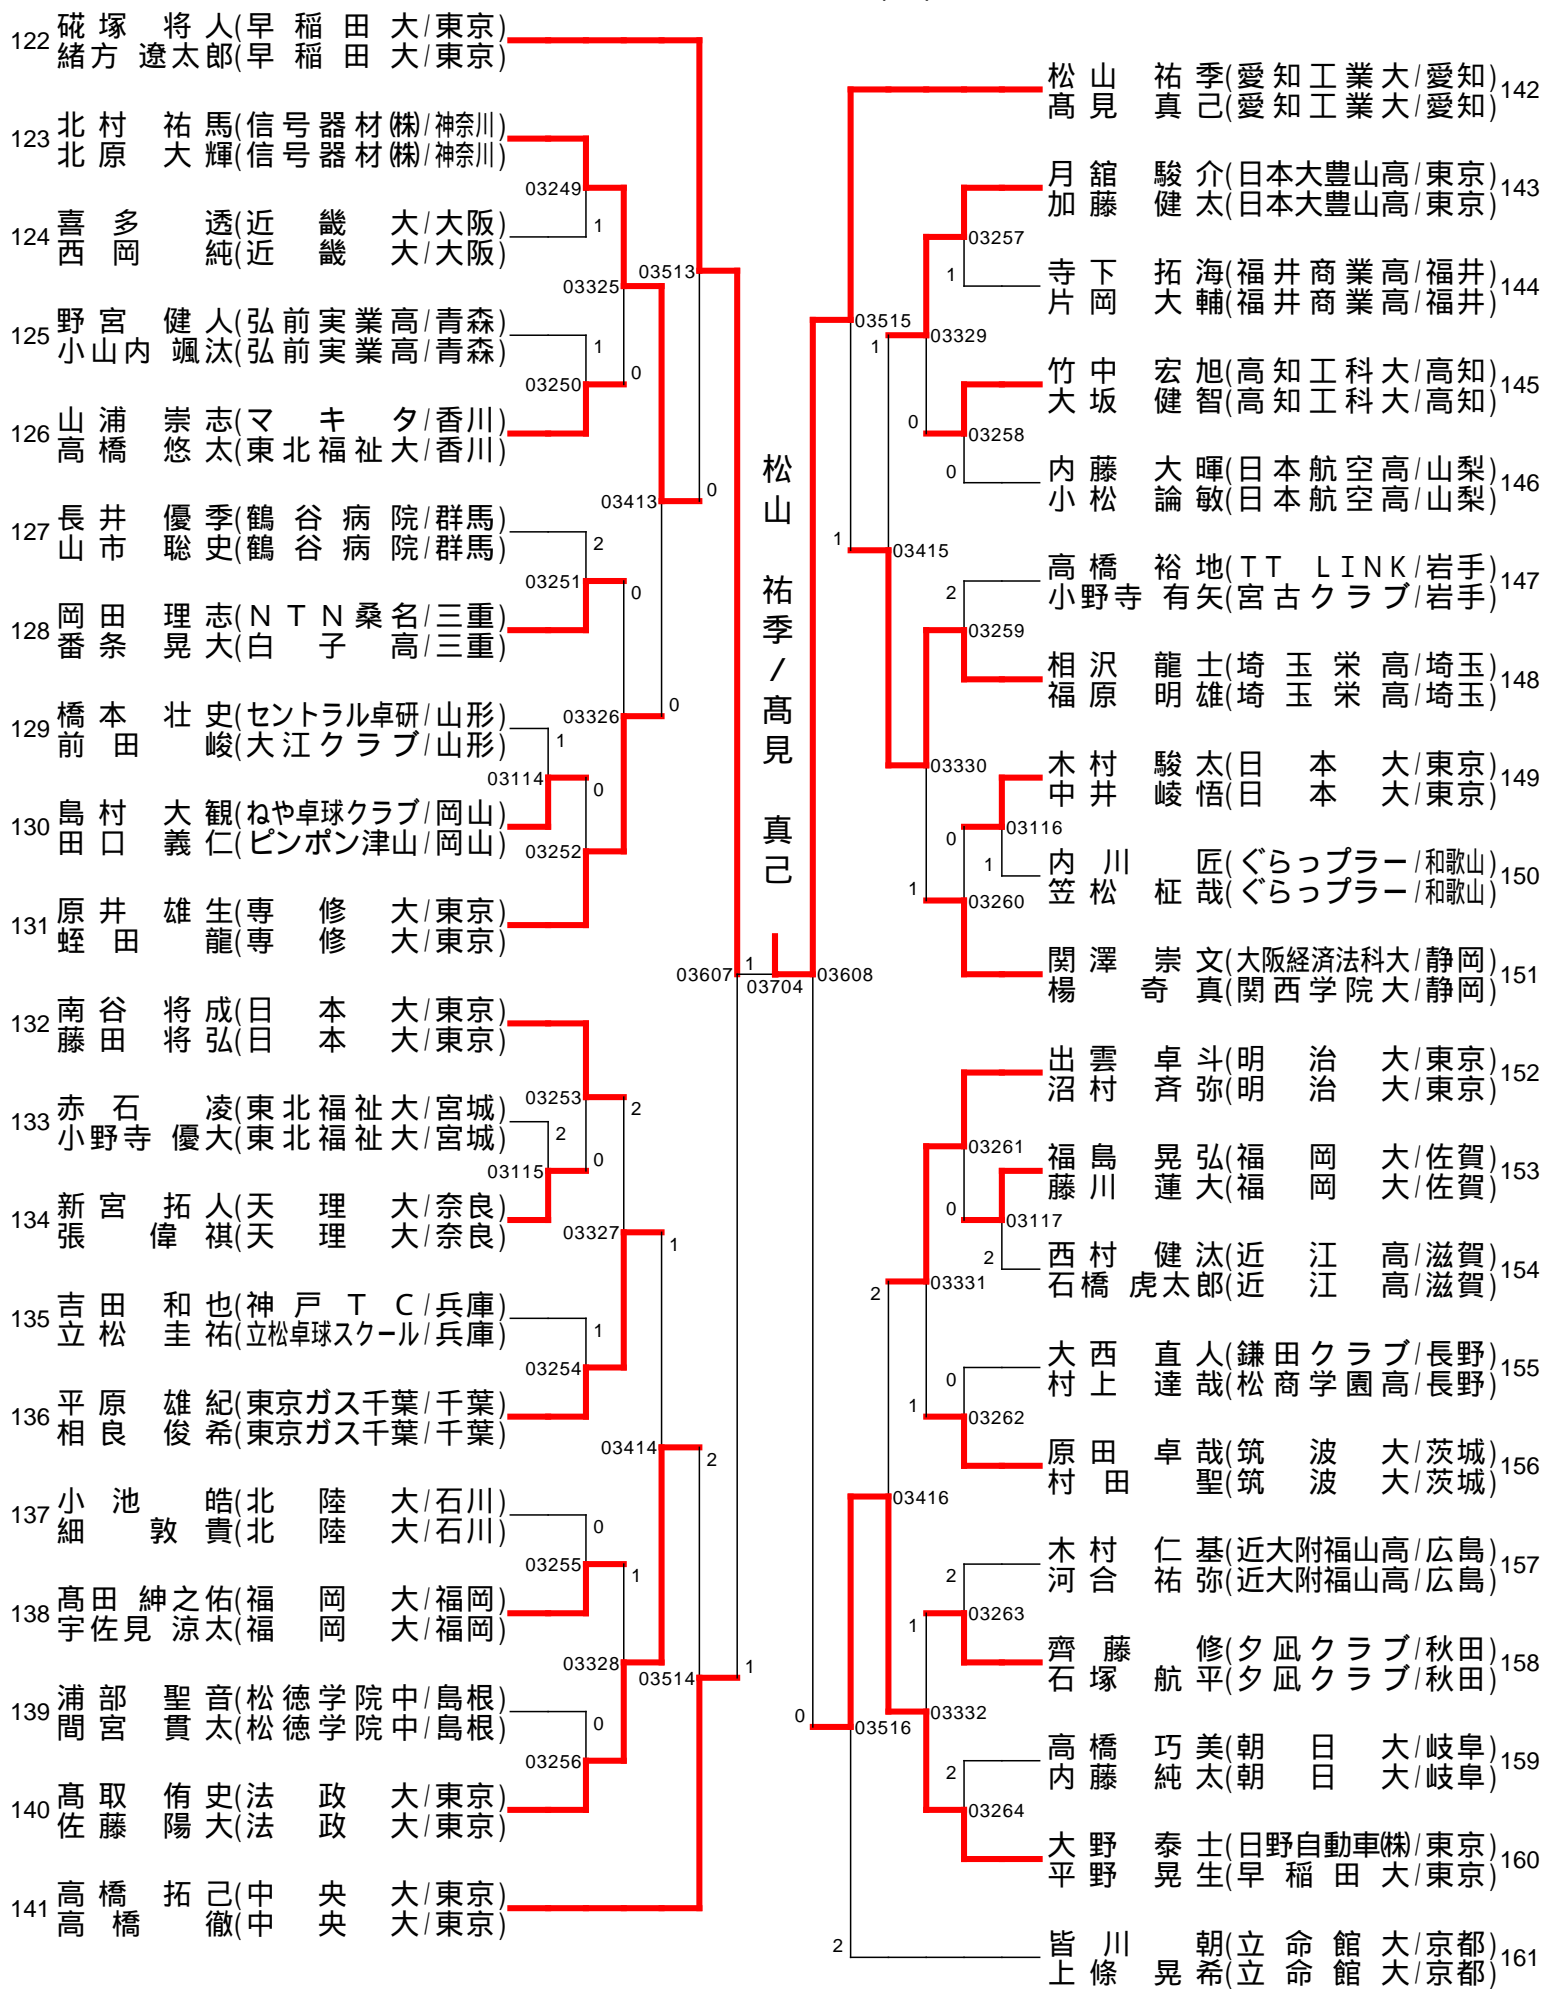 122 硴塚 将人(早稲田大/東京)
緒方 遼太郎(早稲田大/東京)
123 北村 祐馬(信号器材㈱/神奈川)
北原 大輝(信号器材㈱/神奈川)
03249
124 喜多 透(近畿大/大阪)
西岡 純(近畿大/大阪)
1
03513
03325
125 野宮 健人(弘前実業高/青森)
小山内 颯汰(弘前実業高/青森)
1
0
03250
126 山浦 崇志(マキタ/香川)
高橋 悠太(東北福祉大/香川)
03413
0
127 長井 優季(鶴谷病院/群馬)
山市 聡史(鶴谷病院/群馬)
2
03251
0
128 岡田 理志(NTN桑名/三重)
番条 晃大(白子高/三重)
129 橋本 壮史(セントラル卓研/山形)
前田 峻(大江クラブ/山形)
03326
0
1
03114
0
130 島村 大観(ねや卓球クラブ/岡山)
田口 義仁(ピンポン津山/岡山)
03252
131 原井 雄生(専修大/東京)
蛭田 龍(専修大/東京)
03607
1
03704
03608
132 南谷 将成(日本大/東京)
藤田 将弘(日本大/東京)
03253
2
133 赤石 凌(東北福祉大/宮城)
小野寺 優大(東北福祉大/宮城)
2
0
03115
134 新宮 拓人(天理大/奈良)
張 偉祺(天理大/奈良)
03327
1
135 吉田 和也(神戸TC/兵庫)
立松 圭祐(立松卓球スクール/兵庫)
1
03254
136 平原 雄紀(東京ガス千葉/千葉)
相良 俊希(東京ガス千葉/千葉)
03414
2
137 小池 皓(北陸大/石川)
細 敦貴(北陸大/石川)
0
03255
1
138 髙田 紳之佑(福岡大/福岡)
宇佐見 涼太(福岡大/福岡)
03328
03514
1
139 浦部 聖音(松徳学院中/島根)
間宮 貫太(松徳学院中/島根)
0
03256
140 髙取 侑史(法政大/東京)
佐藤 陽大(法政大/東京)
141 高橋 拓己(中央大/東京)
高橋 徹(中央大/東京)
松山 祐季/髙見 真己
松山 祐季(愛知工業大/愛知) 142
髙見 真己(愛知工業大/愛知)
月舘 駿介(日本大豊山高/東京) 143
加藤 健太(日本大豊山高/東京)
03257
1
寺下 拓海(福井商業高/福井) 144
片岡 大輔(福井商業高/福井)
03515
1
03329
竹中 宏旭(高知工科大/高知) 145
大坂 健智(高知工科大/高知)
0
03258
0
内藤 大暉(日本航空高/山梨) 146
小松 諭敏(日本航空高/山梨)
1
03415
高橋 裕地(TT LINK/岩手) 147
小野寺 有矢(宮古クラブ/岩手)
2
03259
相沢 龍士(埼玉栄高/埼玉) 148
福原 明雄(埼玉栄高/埼玉)
03330
木村 駿太(日本大/東京) 149
中井 崚悟(日本大/東京)
0
03116
1
内川 匠(ぐらっプラー/和歌山) 150
笠松 柾哉(ぐらっプラー/和歌山)
1
03260
関澤 崇文(大阪経済法科大/静岡) 151
楊 奇真(関西学院大/静岡)
出雲 卓斗(明治大/東京) 152
沼村 斉弥(明治大/東京)
03261
福島 晃弘(福岡大/佐賀) 153
藤川 蓮大(福岡大/佐賀)
0
03117
2
西村 健汰(近江高/滋賀) 154
石橋 虎太郎(近江高/滋賀)
2
03331
大西 直人(鎌田クラブ/長野) 155
村上 達哉(松商学園高/長野)
0
1
03262
原田 卓哉(筑波大/茨城) 156
村田 聖(筑波大/茨城)
03416
木村 仁基(近大附福山高/広島) 157
河合 祐弥(近大附福山高/広島)
2
1
03263
齊藤 修(夕凪クラブ/秋田) 158
石塚 航平(夕凪クラブ/秋田)
0
03516
03332
高橋 巧美(朝日大/岐阜) 159
内藤 純太(朝日大/岐阜)
2
03264
大野 泰士(日野自動車㈱/東京) 160
平野 晃生(早稲田大/東京)
2
皆川 朝(立命館大/京都) 161
上條 晃希(立命館大/京都)